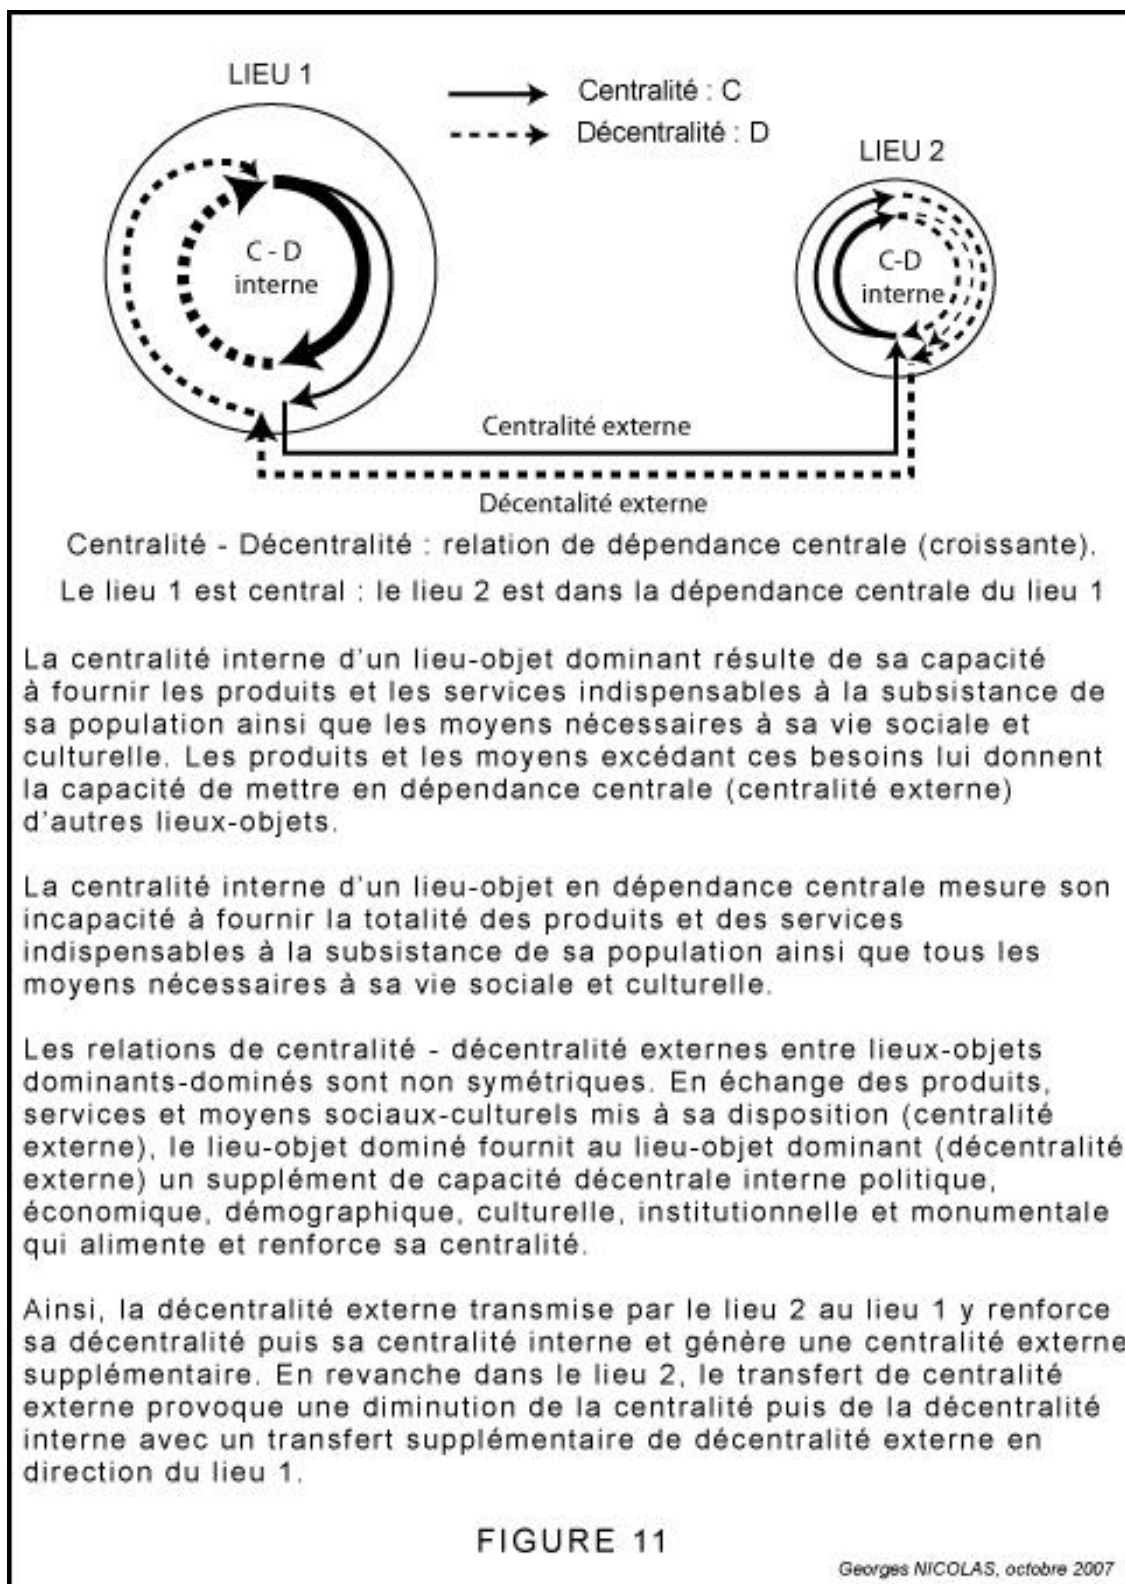 LIEU 1
Centralité : C
Décentralité : D
LIEU 2
C - D
interne
C-D
interne
Centralité externe
Décentalité externe
Centralité - Décentralité : relation de dépendance centrale (croissante).
Le lieu 1 est central : le lieu 2 est dans la dépendance centrale du lieu 1
La centralité interne d'un lieu-objet dominant résulte de sa capacité
à fournir les produits et les services indispensables à la subsistance de
sa population ainsi que les moyens nécessaires à sa vie sociale et
culturelle. Les produits et les moyens excédant ces besoins lui donnent
la capacité de mettre en dépendance centrale (centralité externe)
d'autres lieux-objets.
La centralité interne d'un lieu-objet en dépendance centrale mesure son
incapacité à fournir la totalité des produits et des services
indispensables à la subsistance de sa population ainsi que tous les
moyens nécessaires à sa vie sociale et culturelle.
Les relations de centralité - décentralité externes entre lieux-objets
dominants-dominés sont non symétriques. En échange des produits,
services et moyens sociaux-culturels mis à sa disposition (centralité
externe), le lieu-objet dominé fournit au lieu-objet dominant (décentralité
externe) un supplément de capacité décentrale interne politique,
économique, démographique, culturelle, institutionnelle et monumentale
qui alimente et renforce sa centralité.
Ainsi, la décentralité externe transmise par le lieu 2 au lieu 1 y renforce
sa décentralité puis sa centralité interne et génère une centralité externe
supplémentaire. En revanche dans le lieu 2, le transfert de centralité
externe provoque une diminution de la centralité puis de la décentralité
interne avec un transfert supplémentaire de décentralité externe en
direction du lieu 1.
FIGURE 11
Georges NICOLAS, octobre 2007